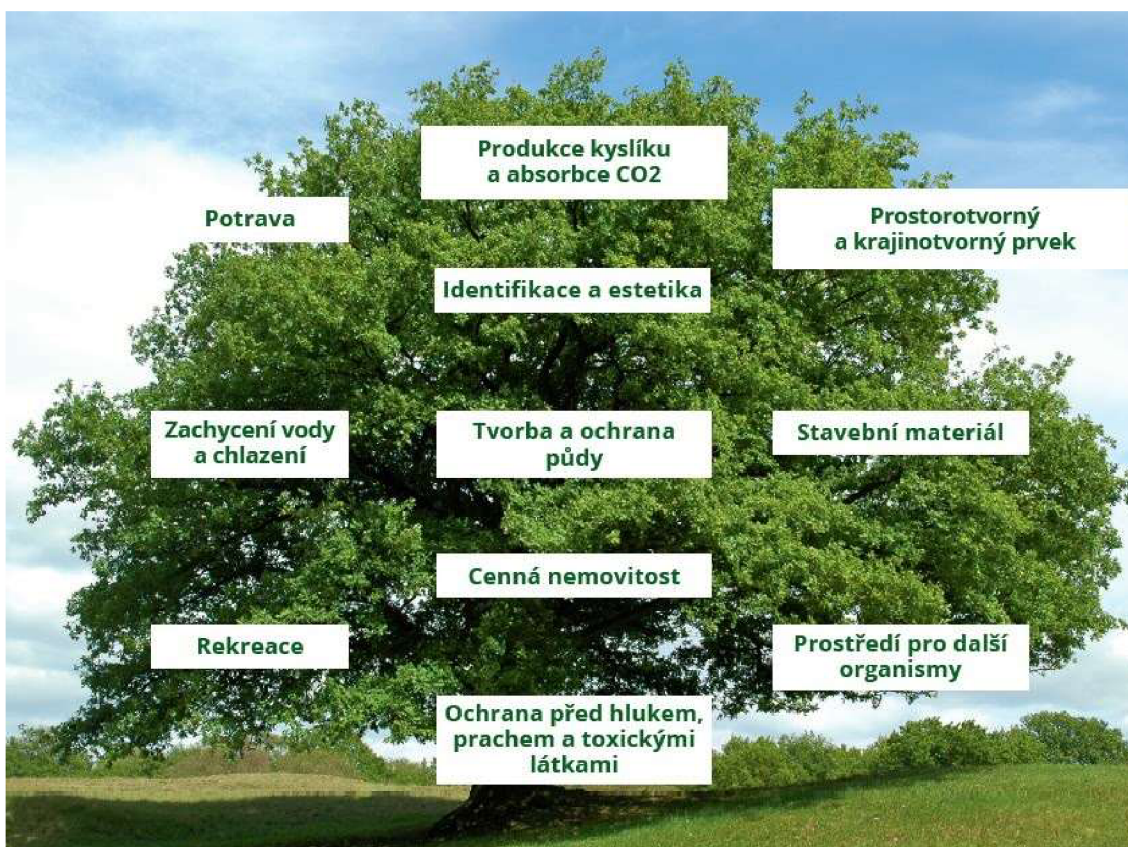 Produkce kyslíku
a absorbce CO2
Potrava
Prostorotvorný
a krajinotvorný prvek
Identifikace a estetika
Zachycení vody
a chlazení
Tvorba a ochrana
půdy
Stavební materiál
Cenná nemovitost
Rekreace
Prostředí pro další
organismy
Ochrana před hlukem,
prachem a toxickými
látkami